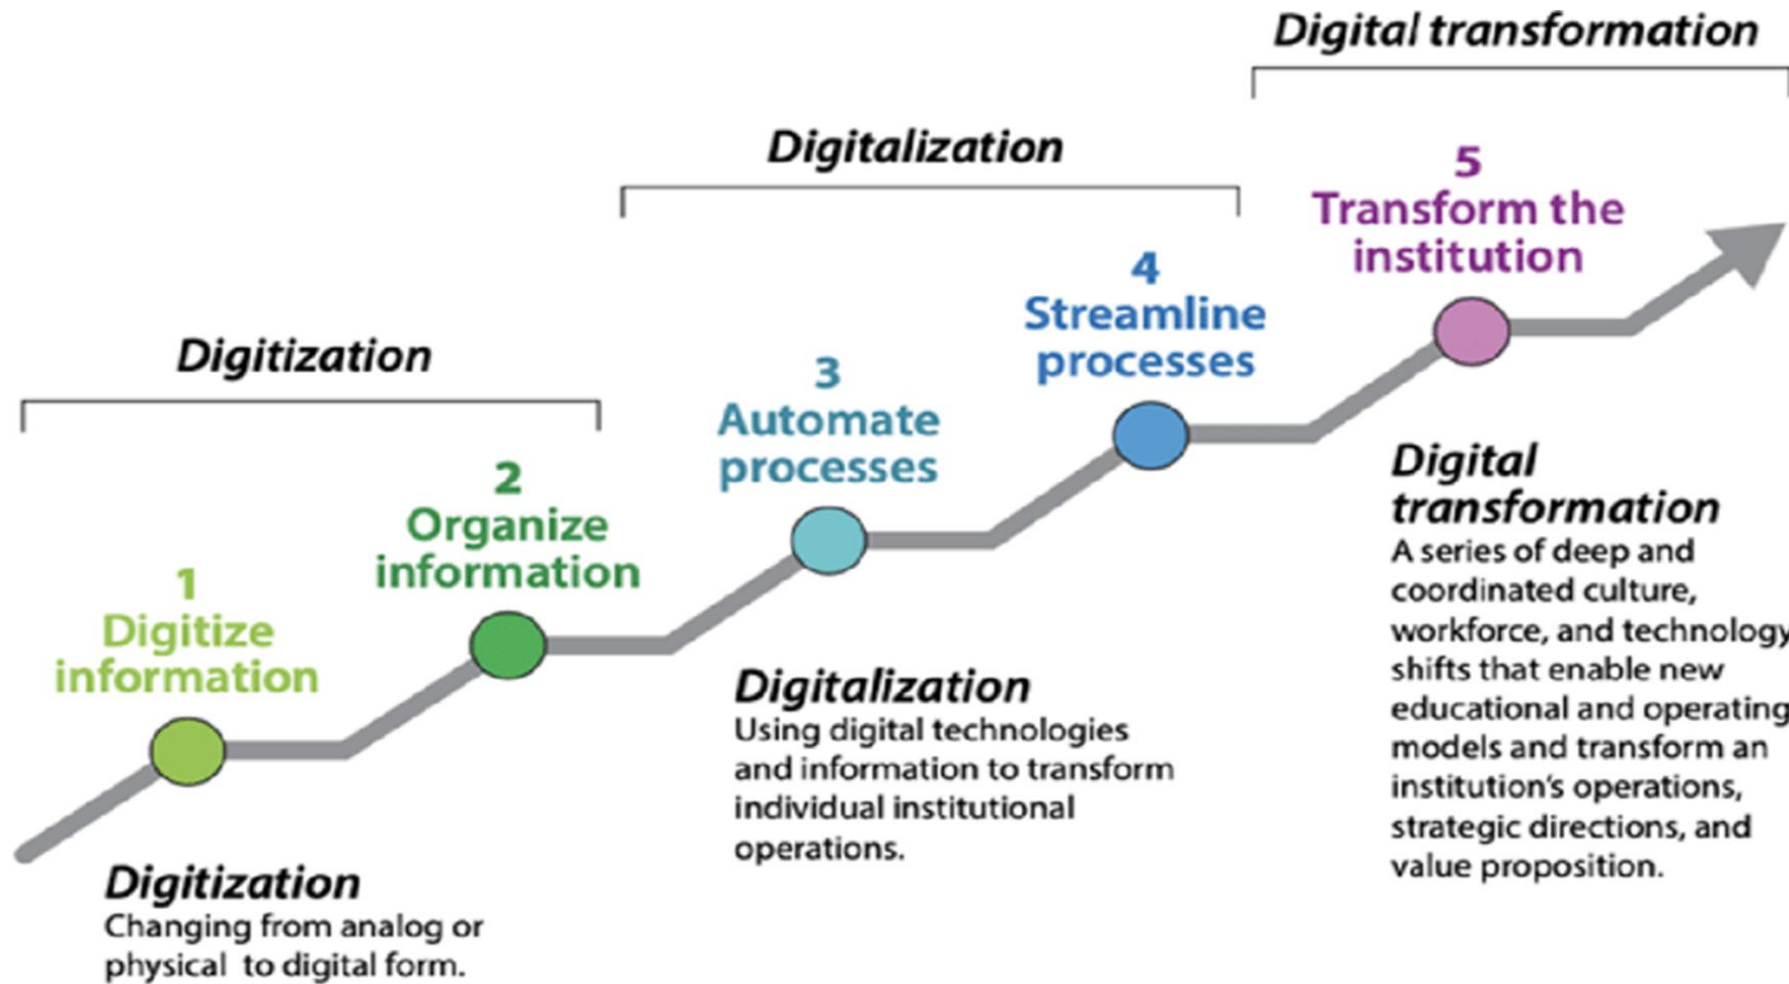 Digital transformation
Digitalization
5
Transform the
institution
4
Streamline
processes
Digitization
3
Automate
processes
2
Organize
information
1
Digitize
information
Digital
transformation
A series of deep and
coordinated culture,
workforce, and technology
shifts that enable new
educational and operating
models and transform an
institution's operations,
strategic directions, and
value proposition.
Digitalization
Using digital technologies
and information to transform
individual institutional
operations.
Digitization
Changing from analog or
physical to digital form.